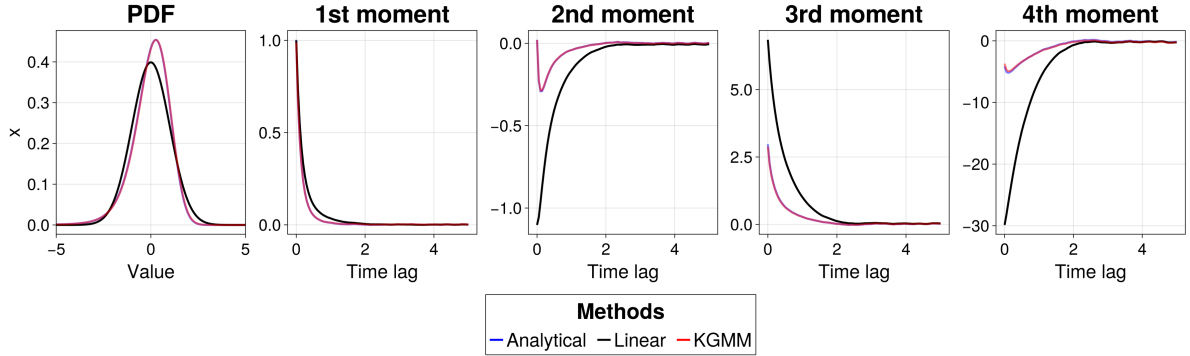 PDF
1st moment
2nd moment
3rd moment
4th moment
x
0.4
0.3
0.2
0.1
0.0
−5
0
5
Value
1.0
0.5
0.0
0
2
4
Time lag
0.0
−0.5
−1.0
0
2
4
Time lag
5.0
2.5
0.0
0
2
4
Time lag
0
−10
−20
−30
0
2
4
Time lag
Methods
Analytical Linear KGMM